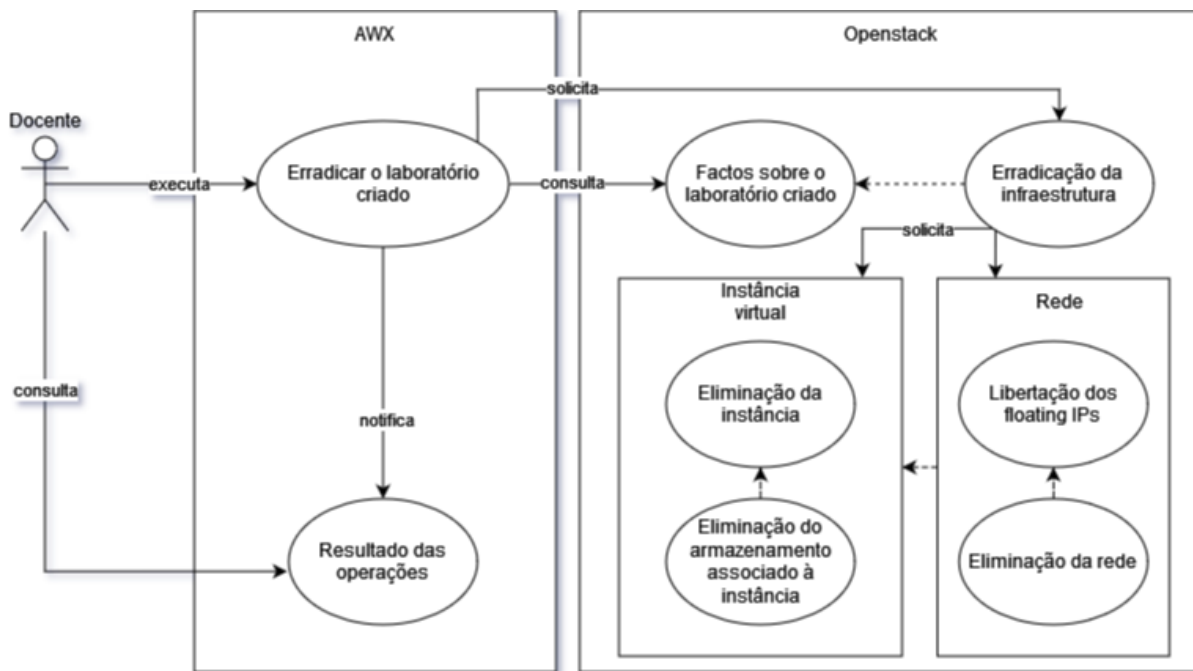 AWX
Openstack
solicita
Docente
executa
Erradicar o laboratório
criado
consulta
Factos sobre o
laboratório criado
Erradicação da
infraestrutura
solicita
Instância
virtual
Rede
consulta
notifica
Eliminação da
instância
Libertação dos
floating IPs
Resultado das
operações
Eliminação do
armazenamento
associado à
instância
Eliminação da rede